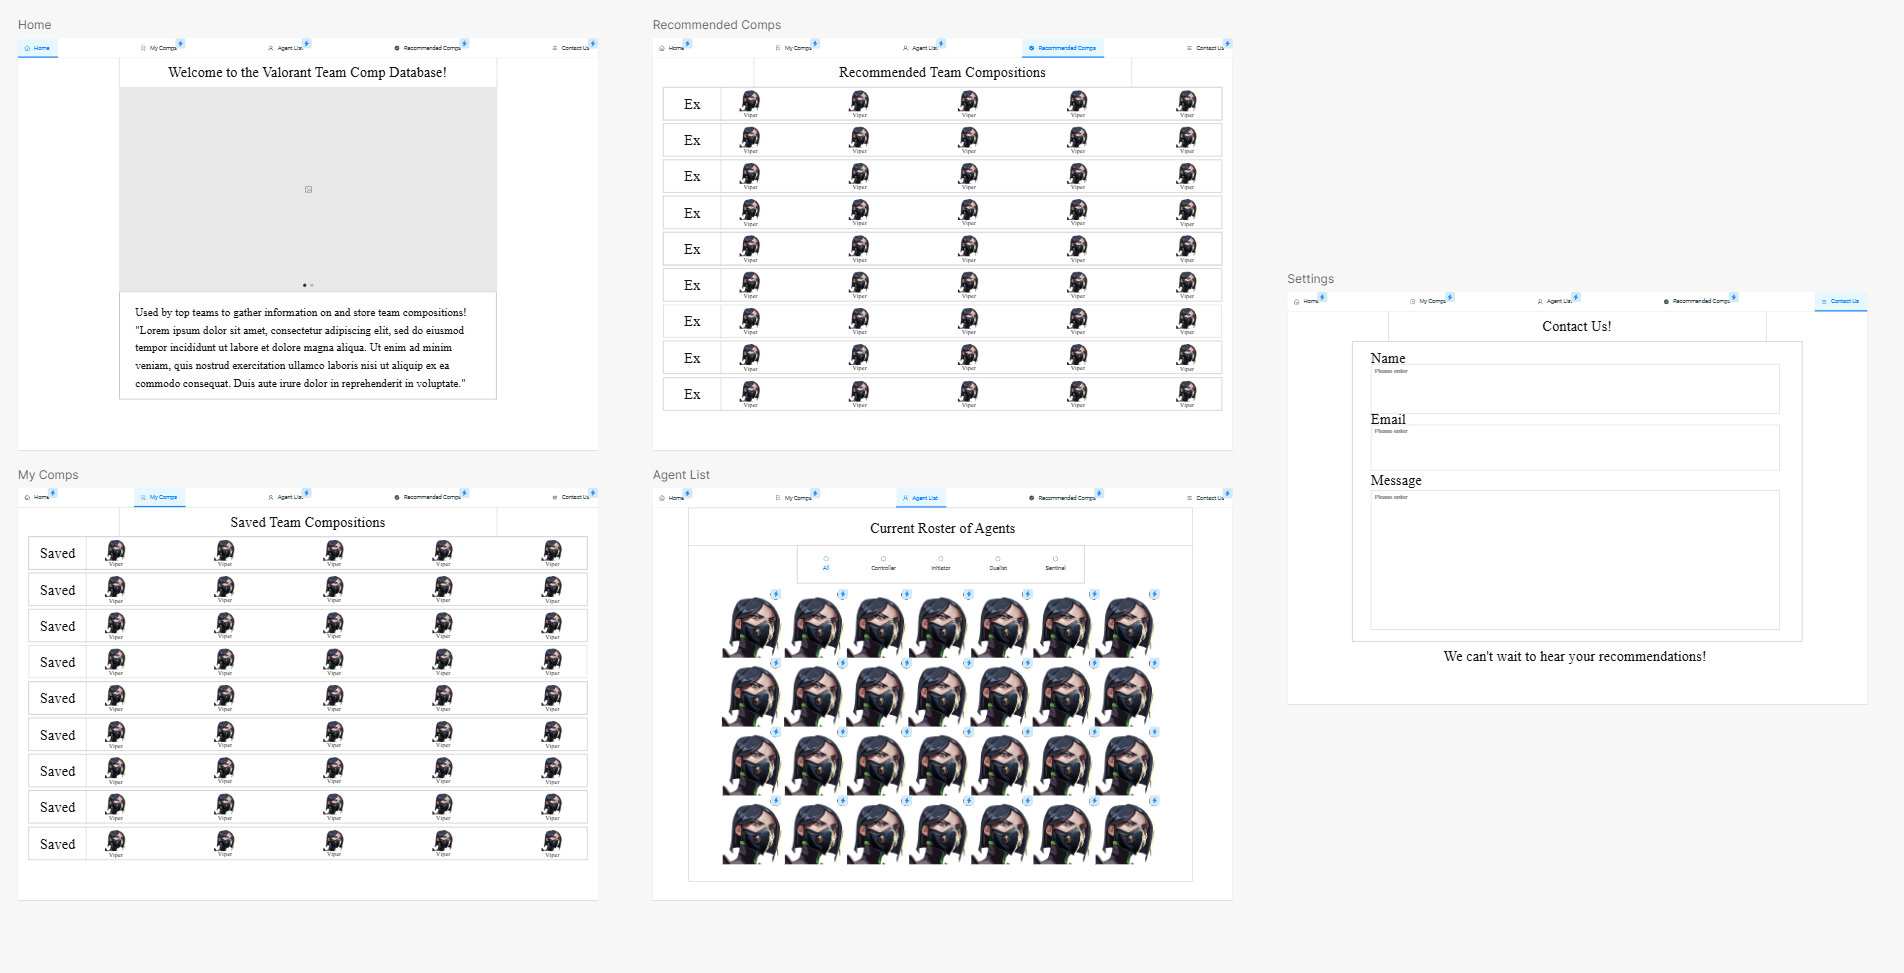 Home
Home My Comps Agent List Recommended Comps Contact Us
Welcome to the Valorant Team Comp Database!
Used by top teams to gather information on and store team compositions!
"Lorem ipsum dolor sit amet, consectetur adipiscing elit, sed do eiusmod
tempor incididunt ut labore et dolore magna aliqua. Ut enim ad minim
veniam, quis nostrud exercitation ullamco laboris nisi ut aliquip ex ea
commodo consequat. Duis aute irure dolor in reprehenderit in voluptate."
Recommended Comps
Home My Comps Agent List Recommended Comps Contact Us
Recommended Team Compositions
Ex
Viper Viper Viper Viper Viper
Ex
Viper Viper Viper Viper Viper
Ex
Viper Viper Viper Viper Viper
Ex
Viper Viper Viper Viper Viper
Ex
Viper Viper Viper Viper Viper
Ex
Viper Viper Viper Viper Viper
Ex
Viper Viper Viper Viper Viper
Ex
Viper Viper Viper Viper Viper
Ex
Viper Viper Viper Viper Viper
My Comps
Home My Comps Agent List Recommended Comps Contact Us
Saved Team Compositions
Saved
Viper Viper Viper Viper Viper
Saved
Viper Viper Viper Viper Viper
Saved
Viper Viper Viper Viper Viper
Saved
Viper Viper Viper Viper Viper
Saved
Viper Viper Viper Viper Viper
Saved
Viper Viper Viper Viper Viper
Saved
Viper Viper Viper Viper Viper
Saved
Viper Viper Viper Viper Viper
Saved
Viper Viper Viper Viper Viper
Agent List
Home My Comps Agent List Recommended Comps Contact Us
Current Roster of Agents
All Controller Initiator Dualist Sentinal
Settings
Home My Comps Agent List Recommended Comps Contact Us
Contact Us!
Name
Please enter
Email
Please enter
Message
Please enter
We can't wait to hear your recommendations!